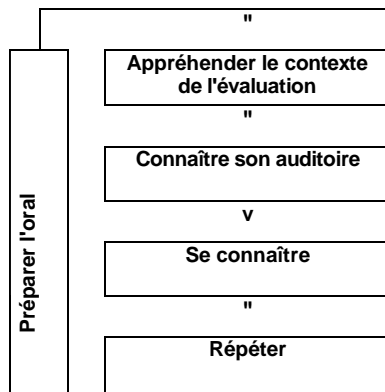 "
Appréhender le contexte
de l'évaluation
"
Connaître son auditoire
v
Se connaître
"
Répéter
Préparer l'oral